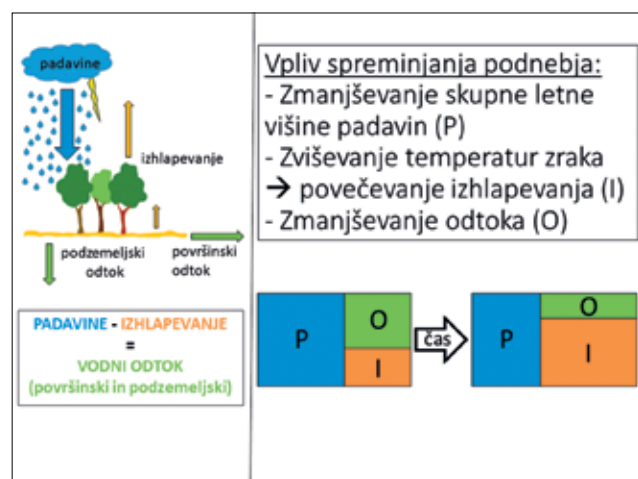 padavine
izhlapevanje
podzemeljski
odtok
površinski
odtok
PADAVINE - IZHLAPEVANJE
=
VODNI ODTOK
(površinski in podzemeljski)
Vpliv spreminjanja podnebja:
- Zmanjševanje skupne letne
višine padavin (P)
- Zviševanje temperatur zraka
→ povečevanje izhlapevanja (I)
- Zmanjševanje odtoka (O)
P
O
I
čas
P
O
I